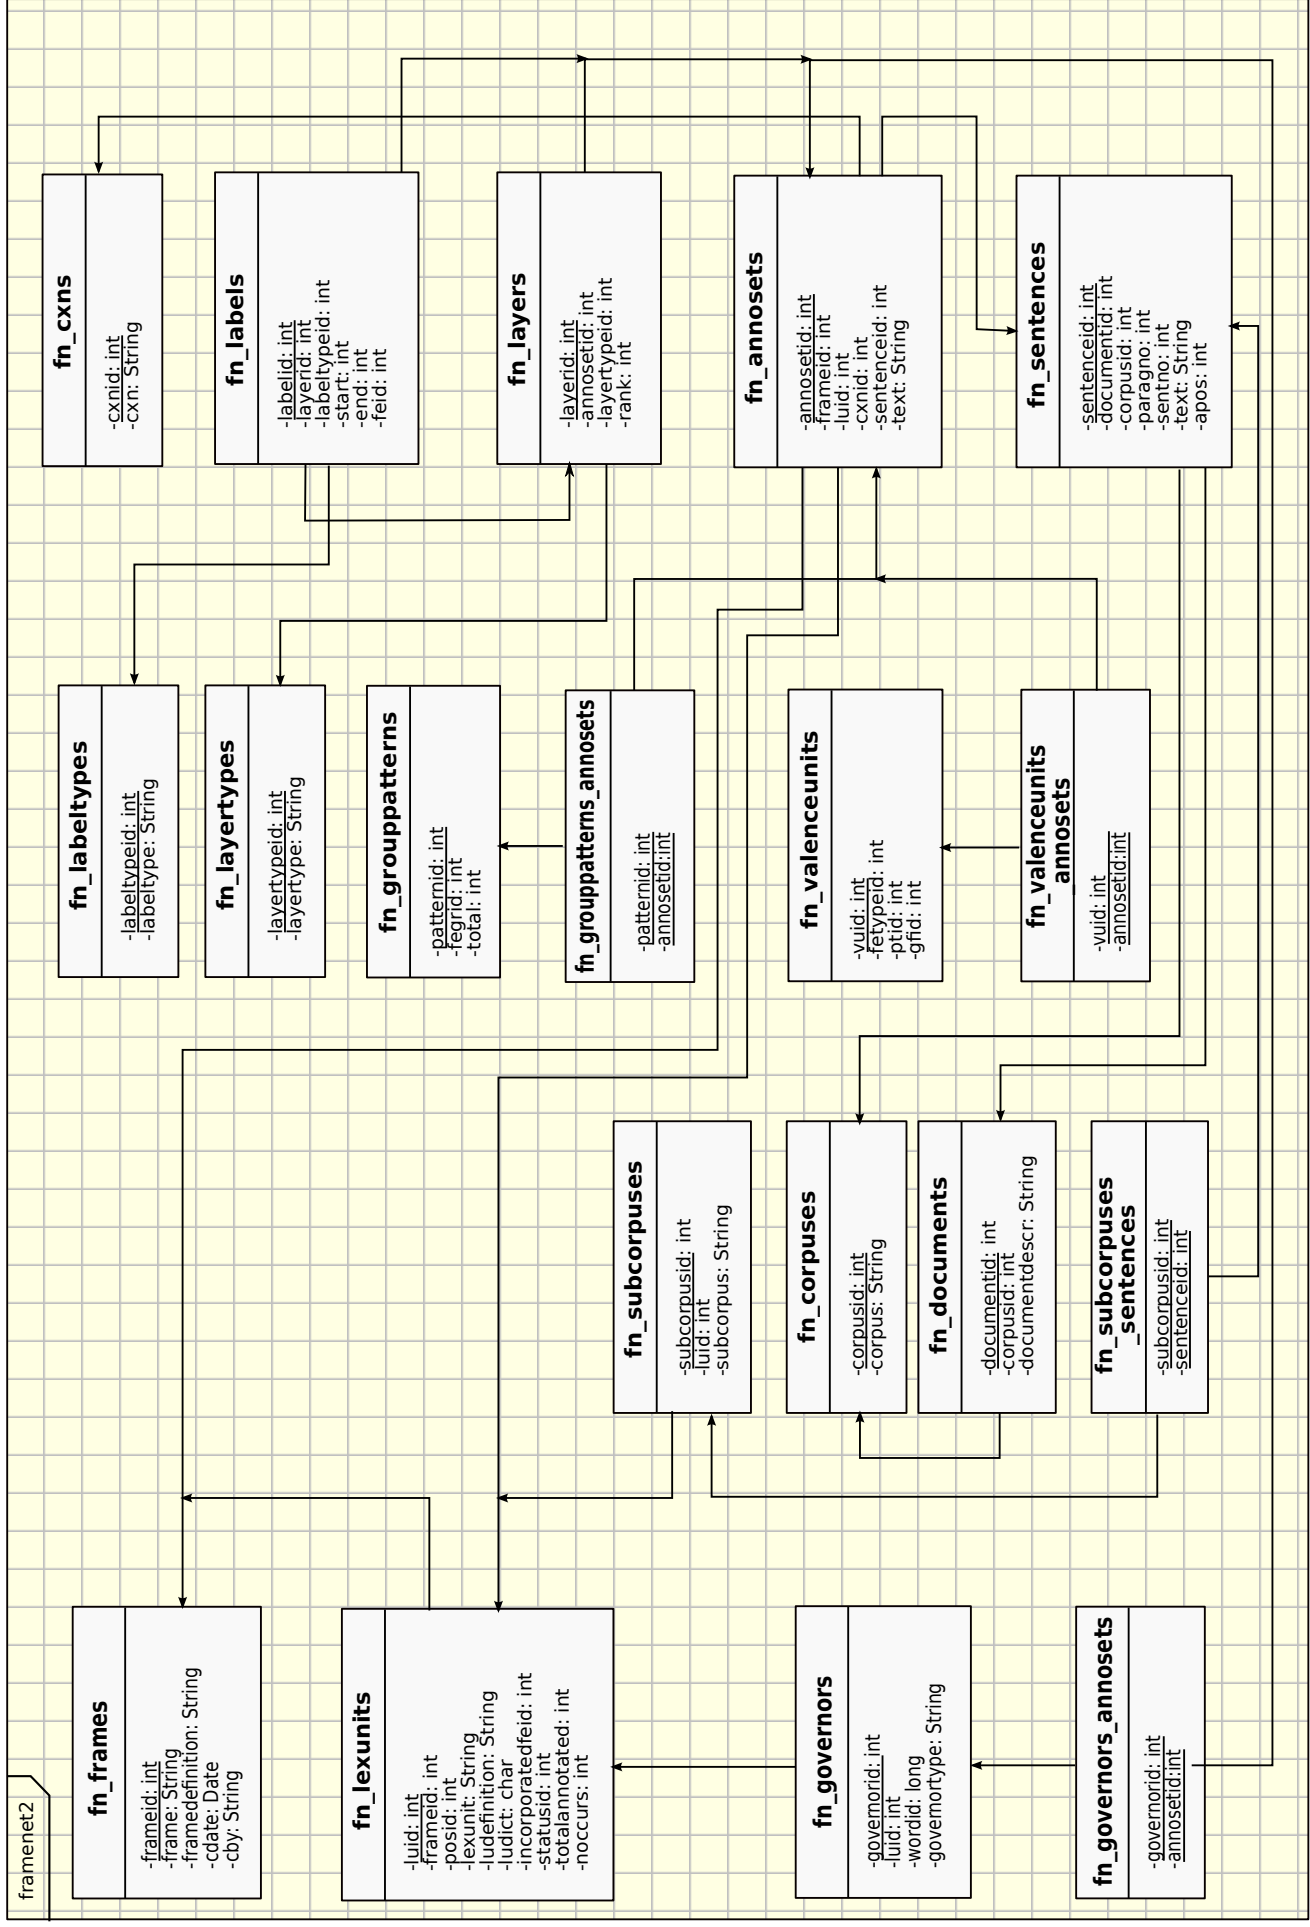 framenet2
fn_frames
-frameid: int
-frame: String
-framedefinition: String
-cdate: Date
-cby: String
fn_lexunits
-luid: int
-frameid: int
-posid: int
-lexunit: String
-ludefinition: String
-ludict: char
-incorporatedfeid: int
-statusid: int
-totalannotated: int
-noccurs: int
fn_governors
-governorid: int
-luid: int
-wordid: long
-governortype: String
fn_governors_annosets
-governorid: int
-annosetid:int
fn_subcorpuses
-subcorpusid: int
-luid: int
-subcorpus: String
fn_corpuses
-corpusid: int
-corpus: String
fn_documents
-documentid: int
-corpusid: int
-documentdescr: String
fn_subcorpuses
_sentences
-subcorpusid: int
-sentenceid: int
fn_labeltypes
-labeltypeid: int
-labeltype: String
fn_layertypes
-layertypeid: int
-layertype: String
fn_grouppatterns
-patternid: int
-fegrid: int
-total: int
fn_grouppatterns_annosets
-patternid: int
-annosetid:int
fn_valenceunits
-vuid: int
-fetypeid: int
-ptid: int
-gfid: int
fn_valenceunits
_annosets
-vuid: int
-annosetid:int
fn_cxns
-cxnid: int
-cxn: String
fn_labels
-labelid: int
-layerid: int
-labeltypeid: int
-start: int
-end: int
-feid: int
fn_layers
-layerid: int
-annosetid: int
-layertypeid: int
-rank: int
fn_annosets
-annosetid: int
-frameid: int
-luid: int
-cxnid: int
-sentenceid: int
-text: String
fn_sentences
-sentenceid: int
-documentid: int
-corpusid: int
-paragno: int
-sentno: int
-text: String
-apos: int